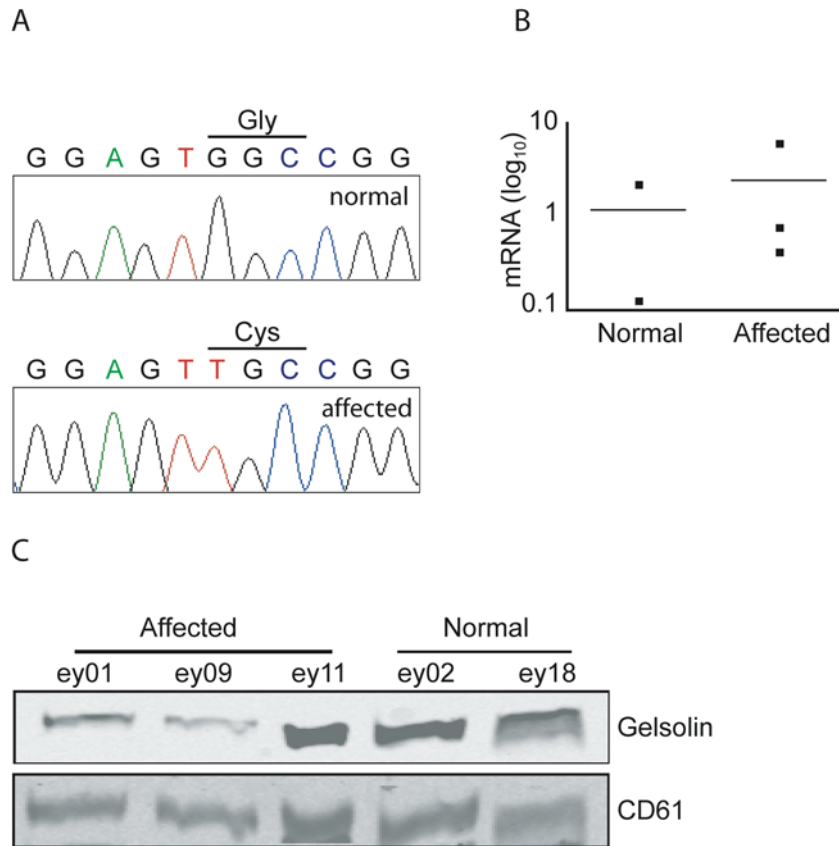 A
Gly
G G A G T G G C C G G
normal
Cys
G G A G T T G C C G G
affected
B
mRNA (log10)
10
1
0.1
Normal Affected
C
Affected Normal
ey01 ey09 ey11 ey02 ey18
Gelsolin
CD61